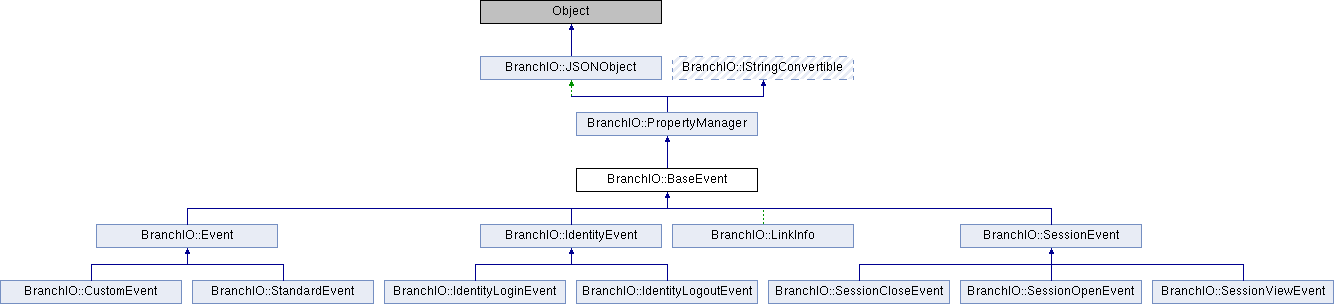 Object
BranchIO::JSONObject
BranchIO::IStringConvertible
BranchIO::PropertyManager
BranchIO::BaseEvent
BranchIO::Event
BranchIO::IdentityEvent
BranchIO::LinkInfo
BranchIO::SessionEvent
BranchIO::CustomEvent
BranchIO::StandardEvent
BranchIO::IdentityLoginEvent
BranchIO::IdentityLogoutEvent
BranchIO::SessionCloseEvent
BranchIO::SessionOpenEvent
BranchIO::SessionViewEvent